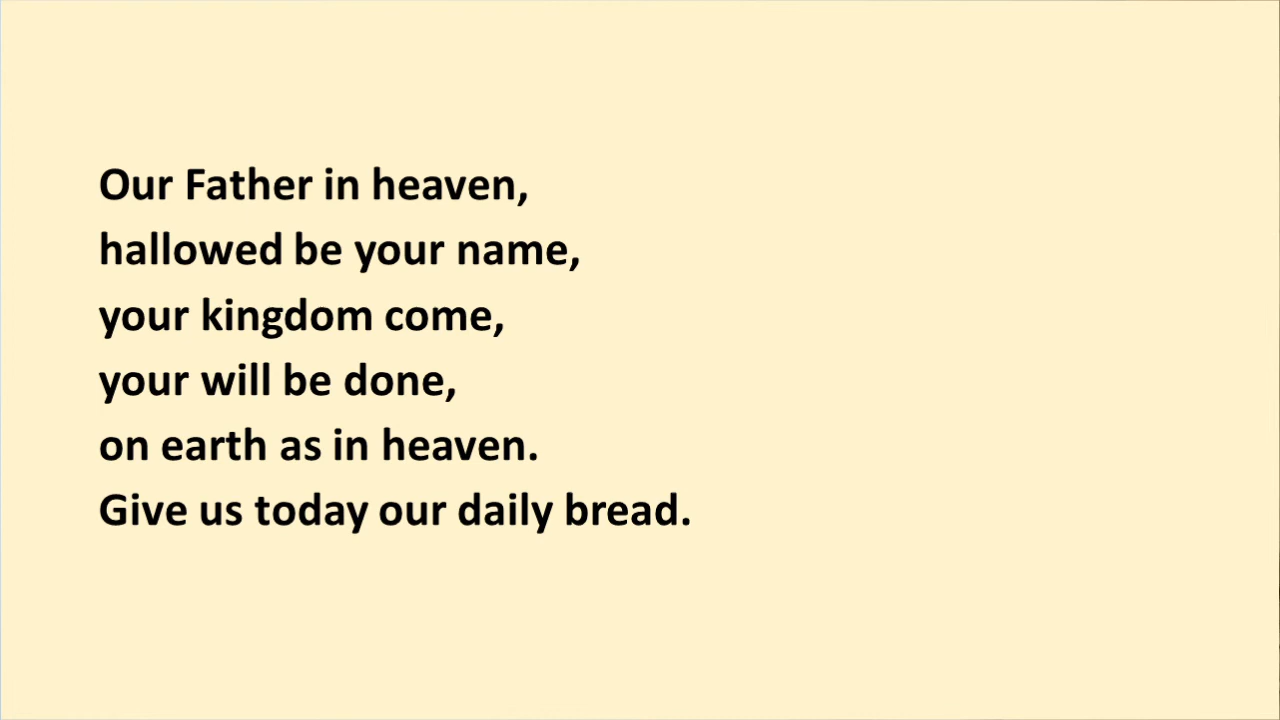 Our Father in heaven,
hallowed be your name,
your kingdom come,
your will be done,
on earth as in heaven.
Give us today our daily bread.